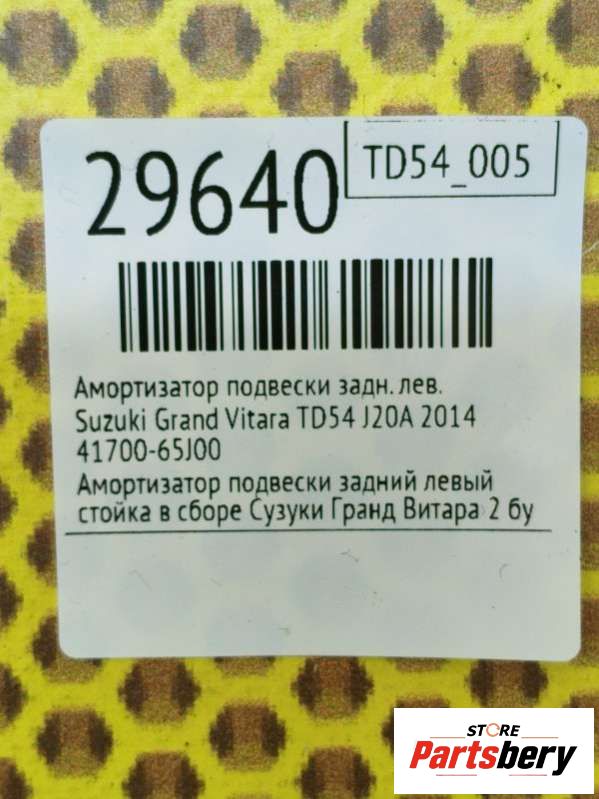 29640
TD54_005
Амортизатор подвески задн. лев.
Suzuki Grand Vitara TD54 J20A 2014
41700-65J00
Амортизатор подвески задний левый
стойка в сборе Сузуки Гранд Витара 2 бу
STORE
Partsbery